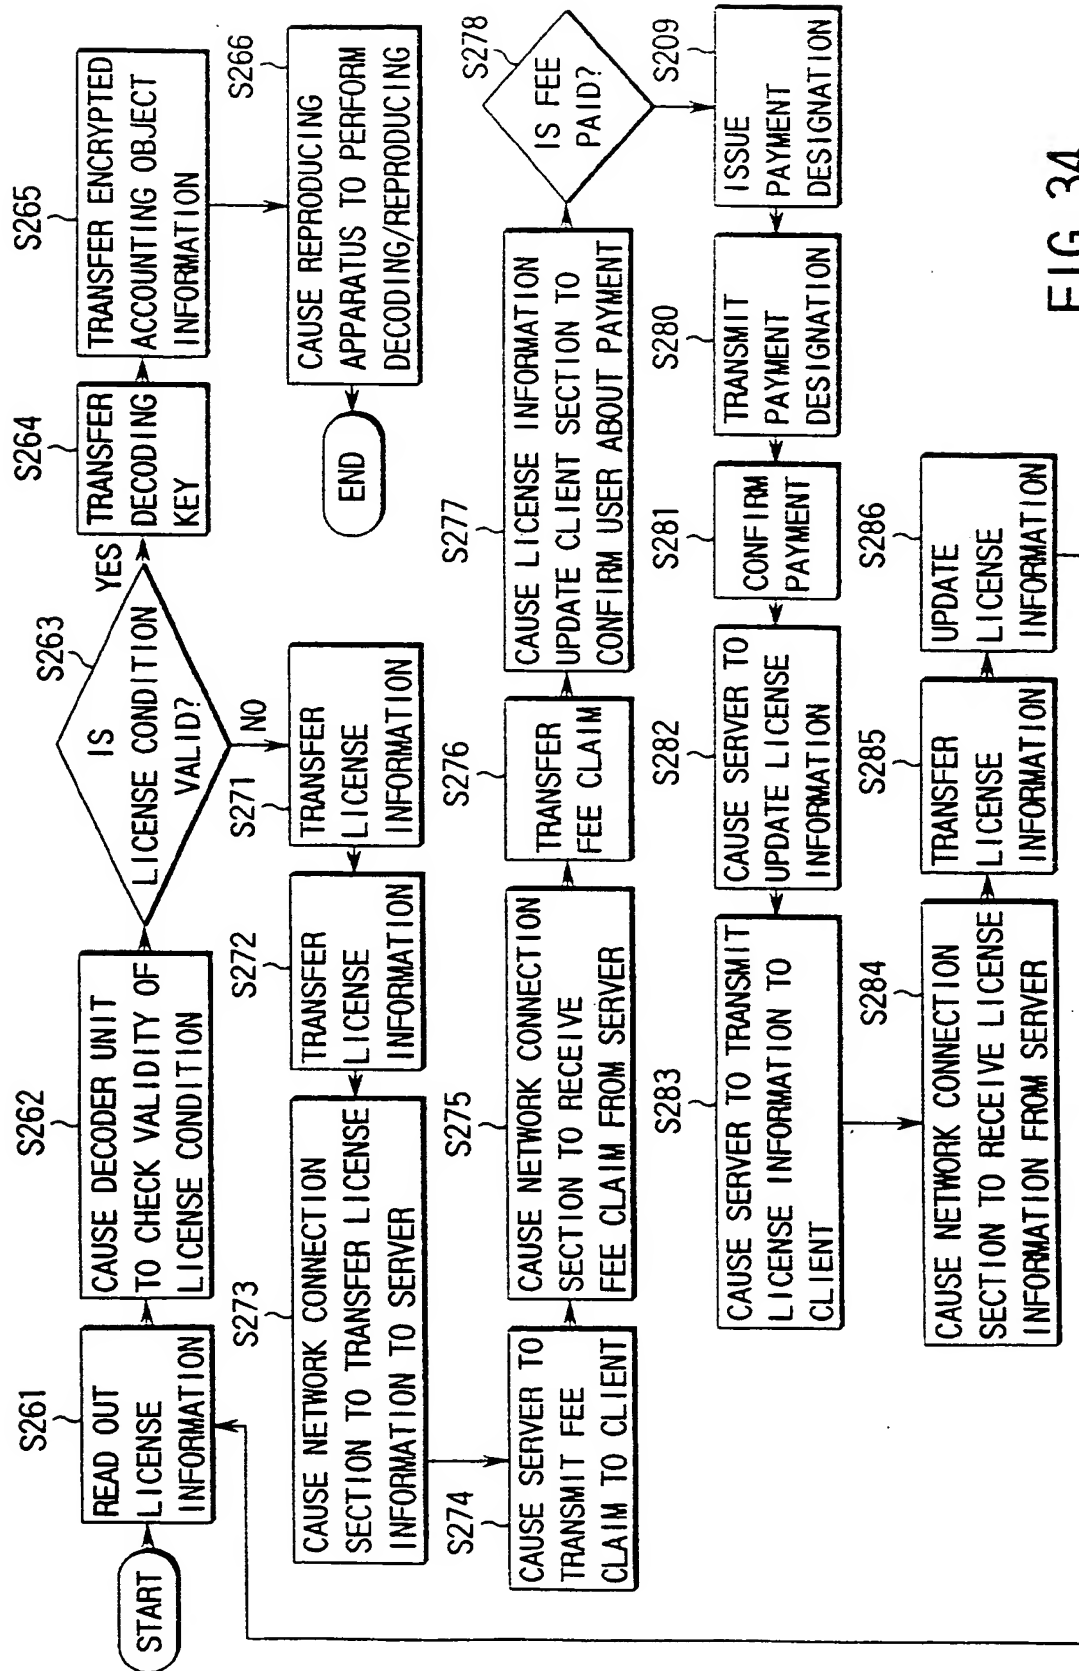 START
S261
READ OUT
LICENSE
INFORMATION
S262
CAUSE DECODER UNIT
TO CHECK VALIDITY OF
LICENSE CONDITION
S263
IS
LICENSE CONDITION
VALID?
YES
NO
S264
TRANSFER
DECODING
KEY
S265
TRANSFER ENCRYPTED
ACCOUNTING OBJECT
INFORMATION
S266
CAUSE REPRODUCING
APPARATUS TO PERFORM
DECODING/REPRODUCING
END
S271
TRANSFER
LICENSE
INFORMATION
S272
TRANSFER
LICENSE
INFORMATION
S273
CAUSE NETWORK CONNECTION
SECTION TO TRANSFER LICENSE
INFORMATION TO SERVER
S274
CAUSE SERVER TO
TRANSMIT FEE
CLAIM TO CLIENT
S275
CAUSE NETWORK CONNECTION
SECTION TO RECEIVE
FEE CLAIM FROM SERVER
S276
TRANSFER
FEE CLAIM
S277
CAUSE LICENSE INFORMATION
UPDATE CLIENT SECTION TO
CONFIRM USER ABOUT PAYMENT
S278
IS FEE
PAID?
S209
ISSUE
PAYMENT
DESIGNATION
S280
TRANSMIT
PAYMENT
DESIGNATION
S281
CONFIRM
PAYMENT
S282
CAUSE SERVER TO
UPDATE LICENSE
INFORMATION
S283
CAUSE SERVER TO TRANSMIT
LICENSE INFORMATION TO
CLIENT
S284
CAUSE NETWORK CONNECTION
SECTION TO RECEIVE LICENSE
INFORMATION FROM SERVER
S285
TRANSFER
LICENSE
INFORMATION
S286
UPDATE
LICENSE
INFORMATION
FIG. 34